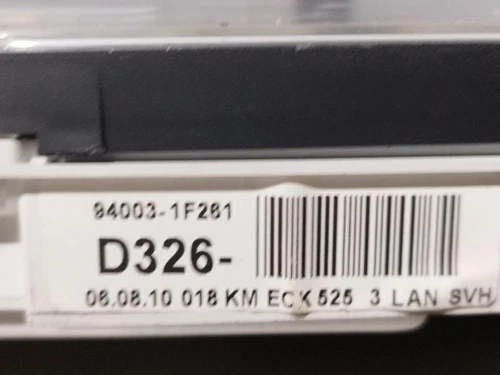 94003-1F261
D326-
06.08.10 018 KM ECK 525 3 LAN SVH